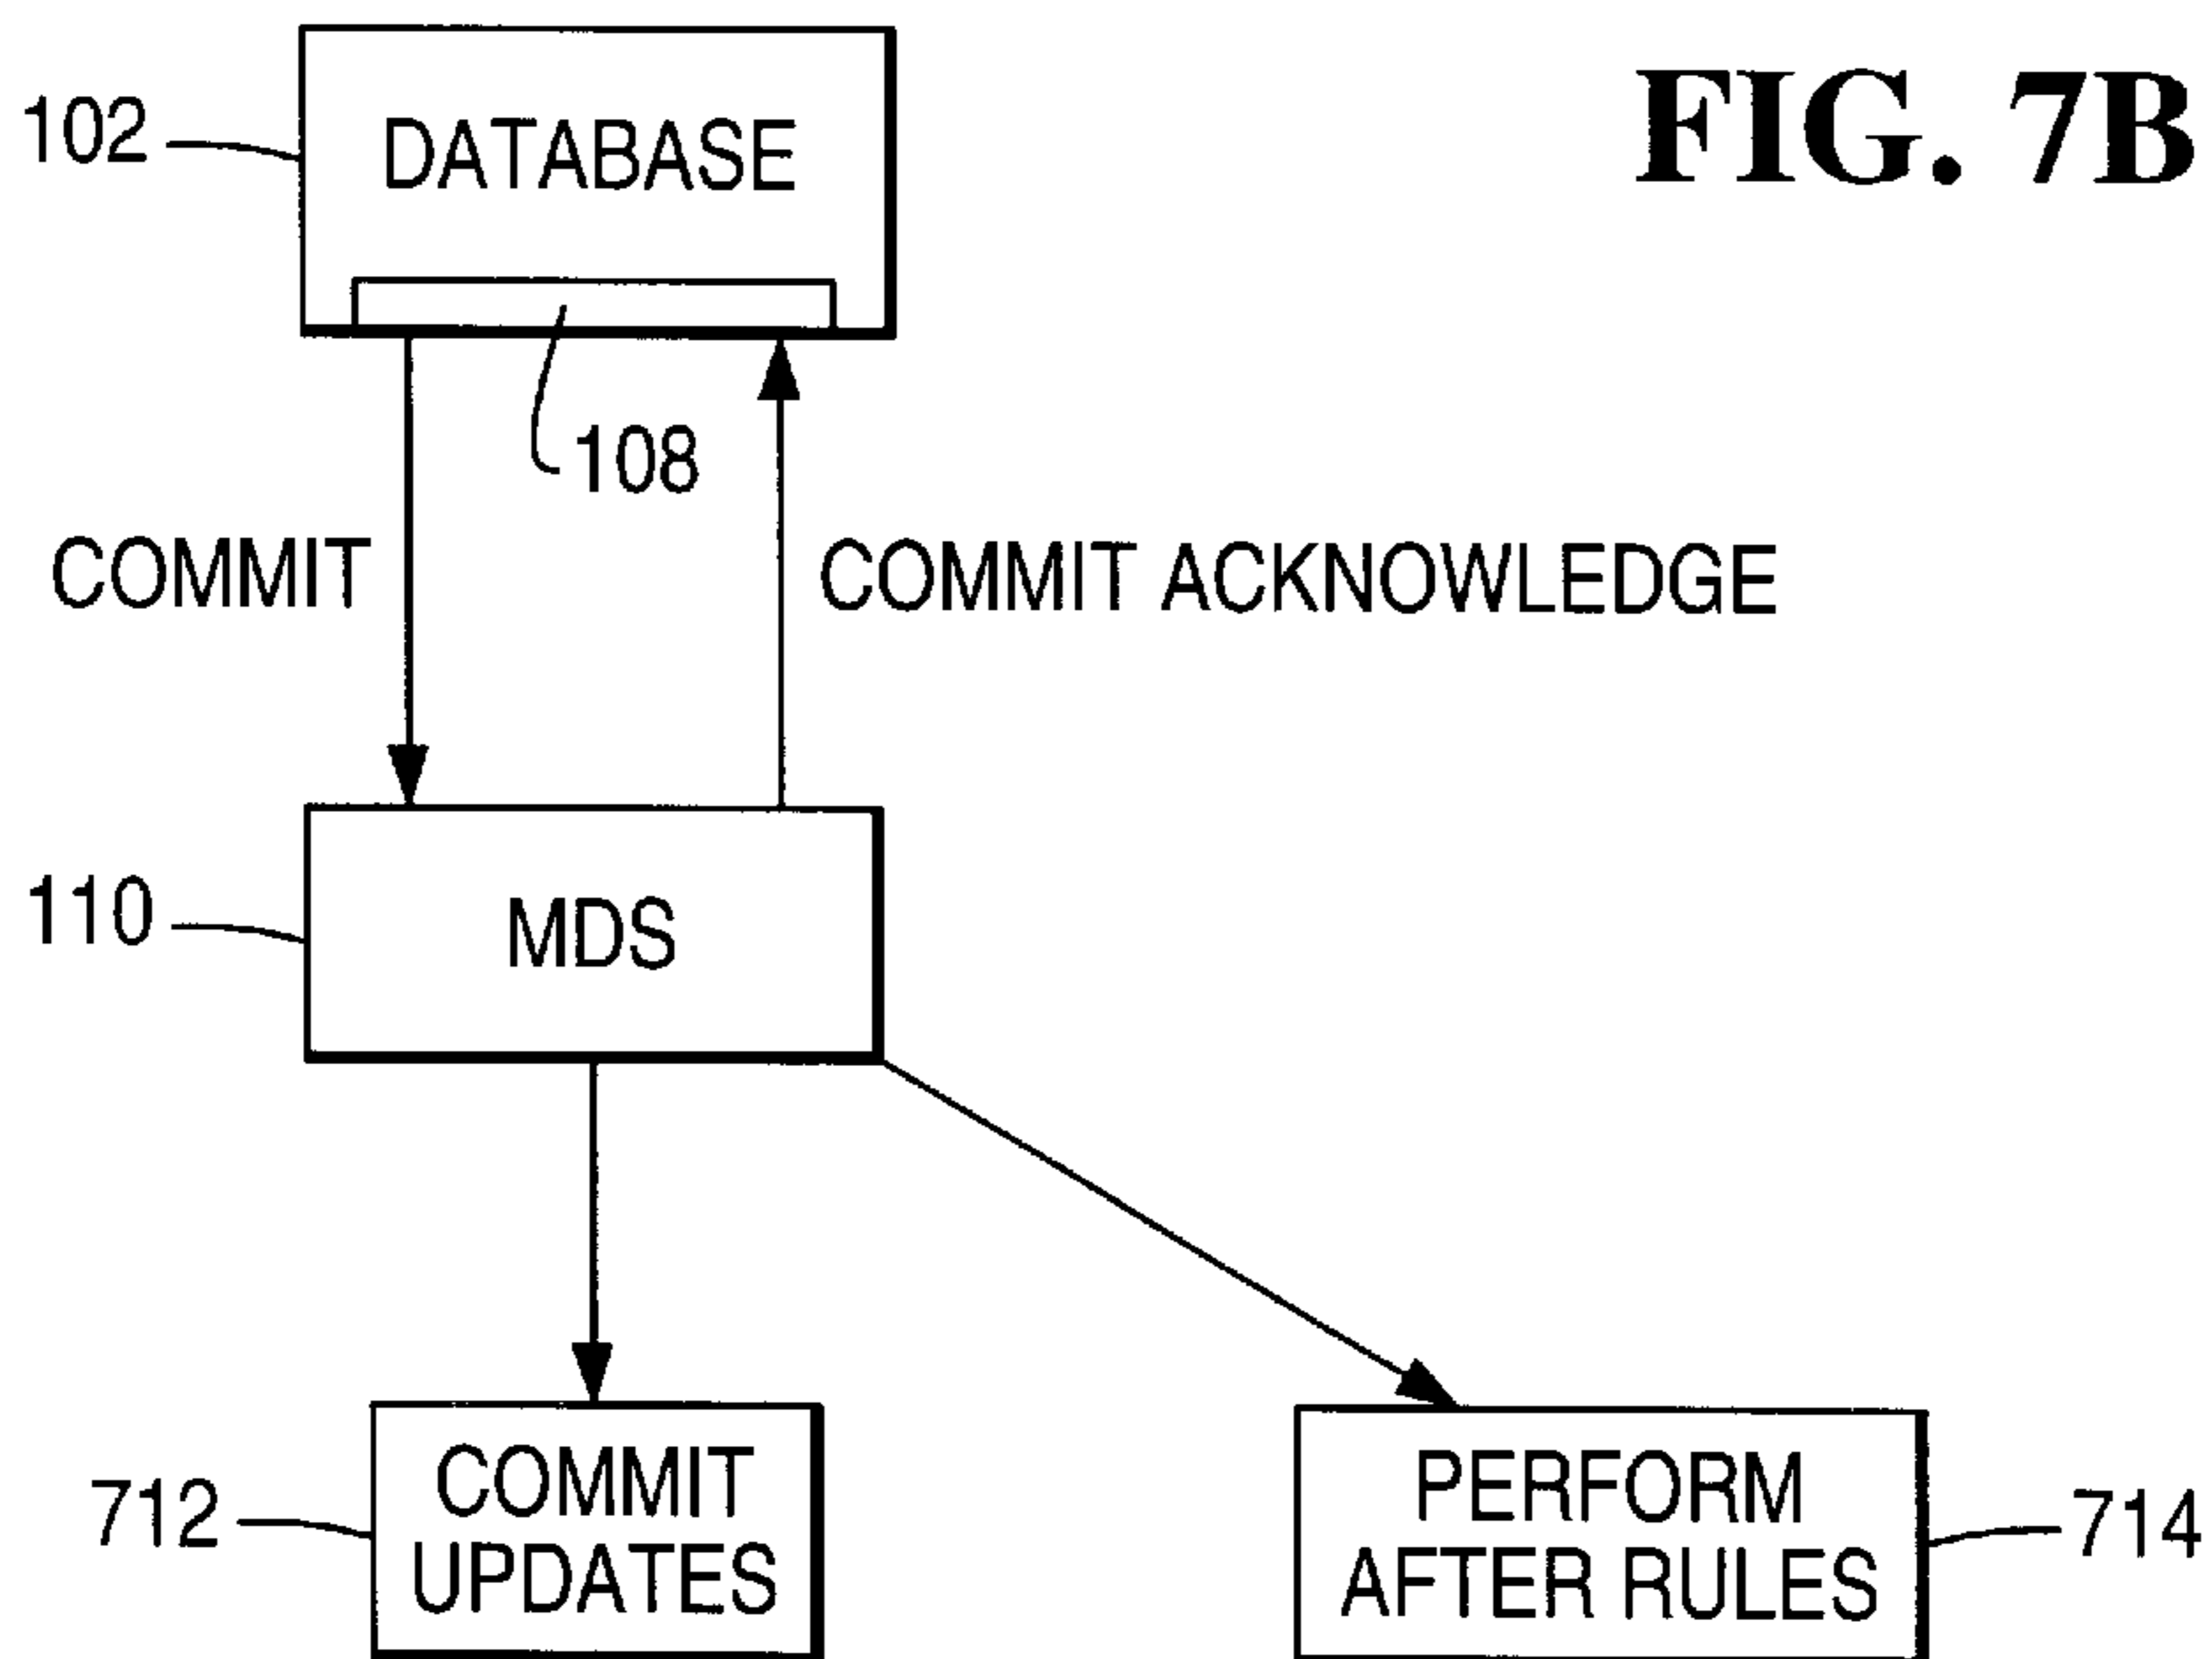 FIG. 7B
102
DATABASE
108
COMMIT
COMMIT ACKNOWLEDGE
110
MDS
712
COMMIT
UPDATES
PERFORM
AFTER RULES
714